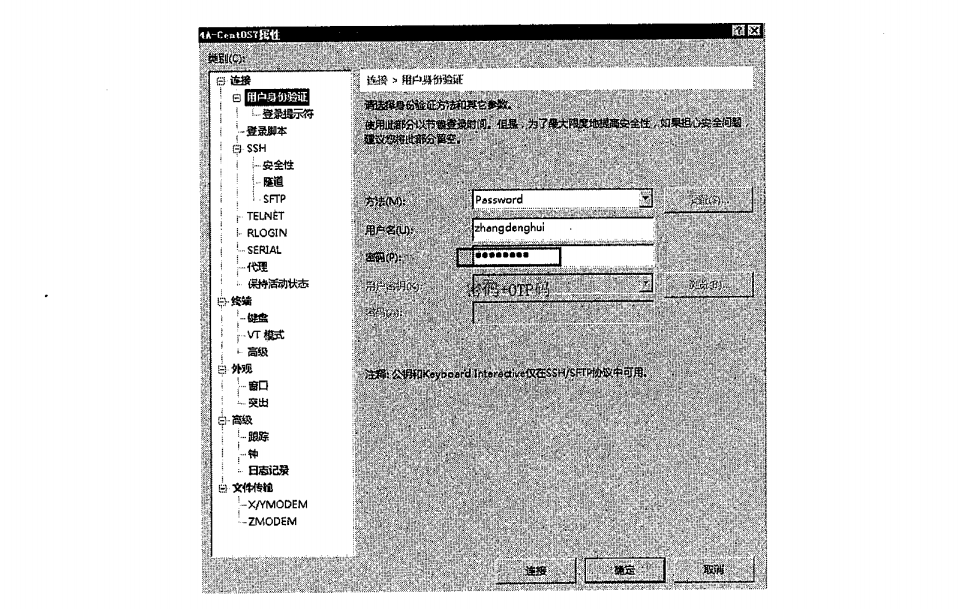 4A-CentOS7属性
类别(C):
连接
用户身份验证
登录提示符
登录脚本
SSH
安全性
隧道
SFTP
TELNET
RLOGIN
SERIAL
代理
保持活动状态
终端
键盘
VT 模式
高级
外观
窗口
突出
高级
跟踪
钟
日志记录
文件传输
X/YMODEM
ZMODEM
连接 > 用户身份验证
请选择身份验证方法和其它参数。
使用此部分以节省登录时间。但是，为了最大限度地提高安全性，如果担心安全问题
建议您将此部分留空。
方法(M):
Password
用户名(U):
zhangdenghui
密码(P):
●●●●●●●●
用户密钥(K):
密码+OTP码
注释: 公钥和Keyboard Interactive仅在SSH/SFTP协议中可用。
连接
确定
取消